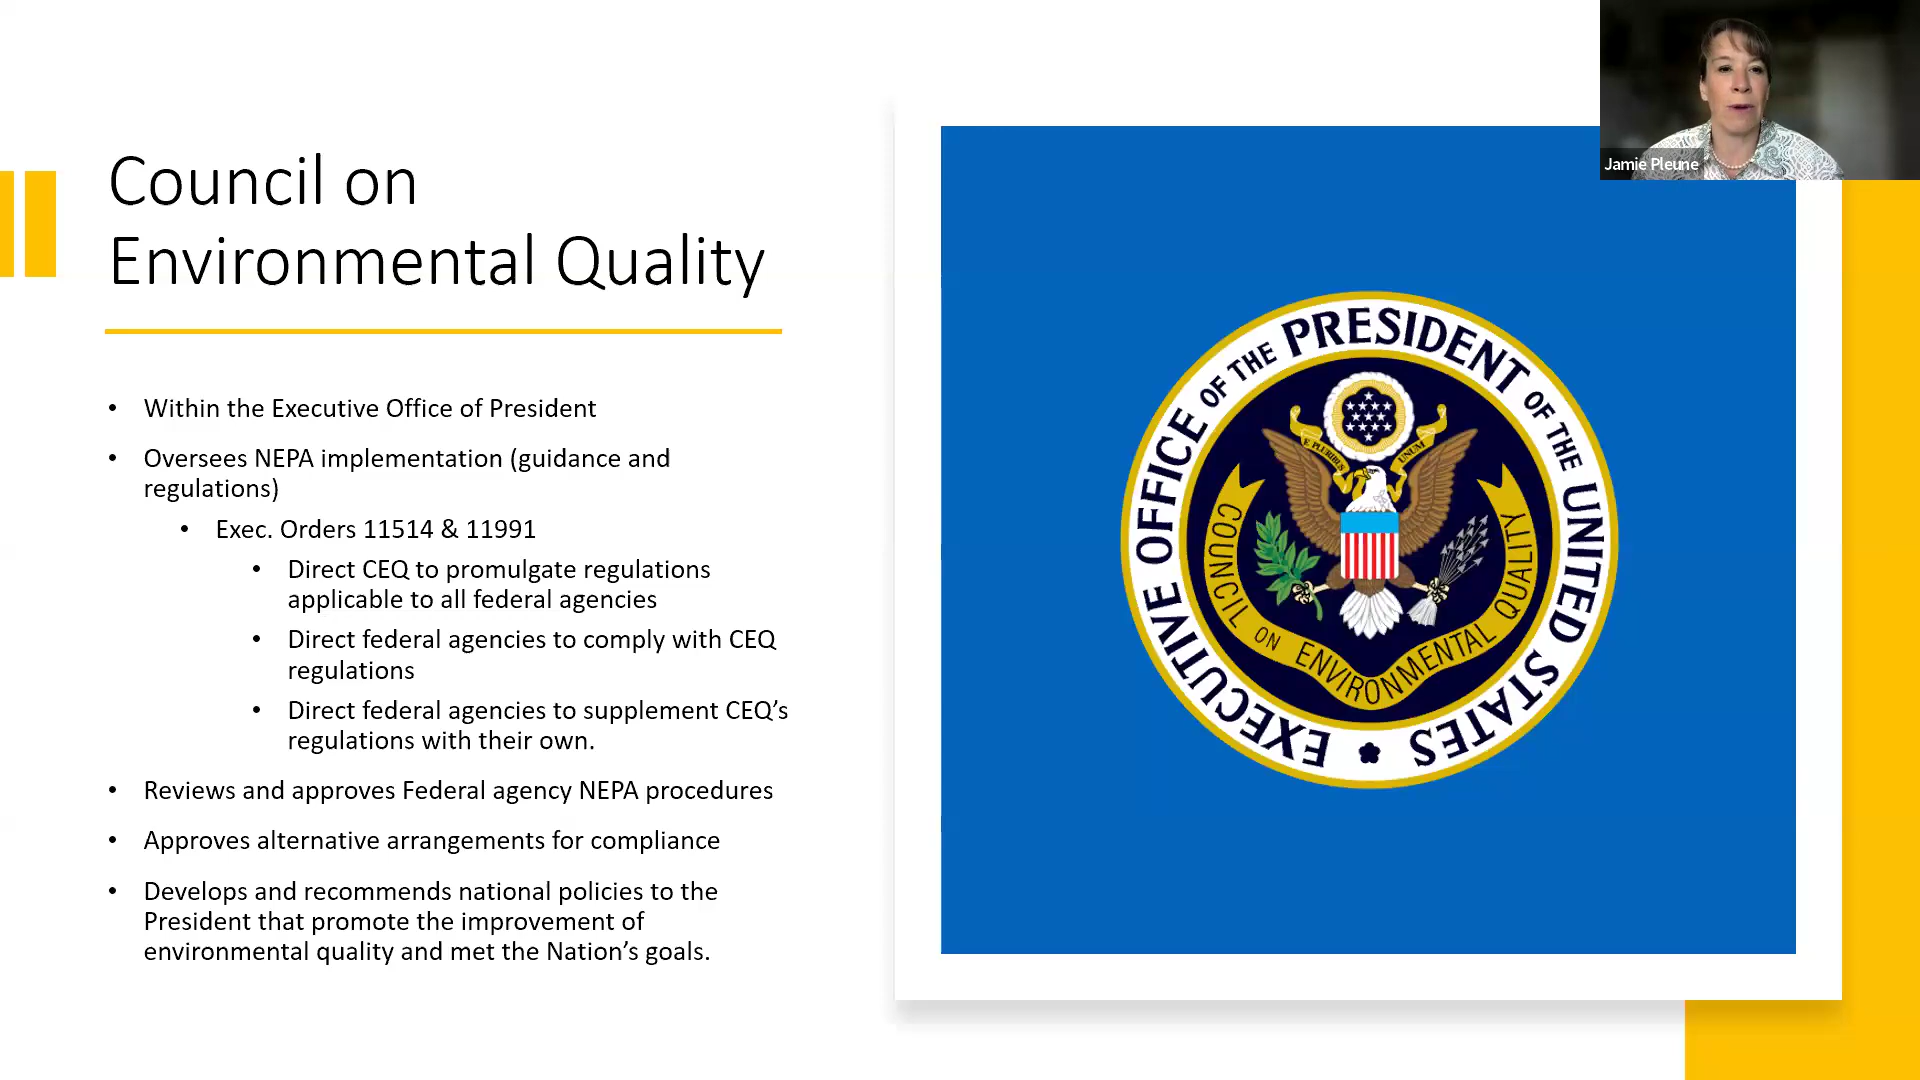 Council on
Environmental Quality
• Within the Executive Office of President
• Oversees NEPA implementation (guidance and
regulations)
• Exec. Orders 11514 & 11991
• Direct CEQ to promulgate regulations
applicable to all federal agencies
• Direct federal agencies to comply with CEQ
regulations
• Direct federal agencies to supplement CEQ’s
regulations with their own.
• Reviews and approves Federal agency NEPA procedures
• Approves alternative arrangements for compliance
• Develops and recommends national policies to the
President that promote the improvement of
environmental quality and met the Nation’s goals.
Jamie Pleune
EXECUTIVE OFFICE OF THE PRESIDENT OF THE UNITED STATES
E PLURIBUS UNUM
COUNCIL ON ENVIRONMENTAL QUALITY